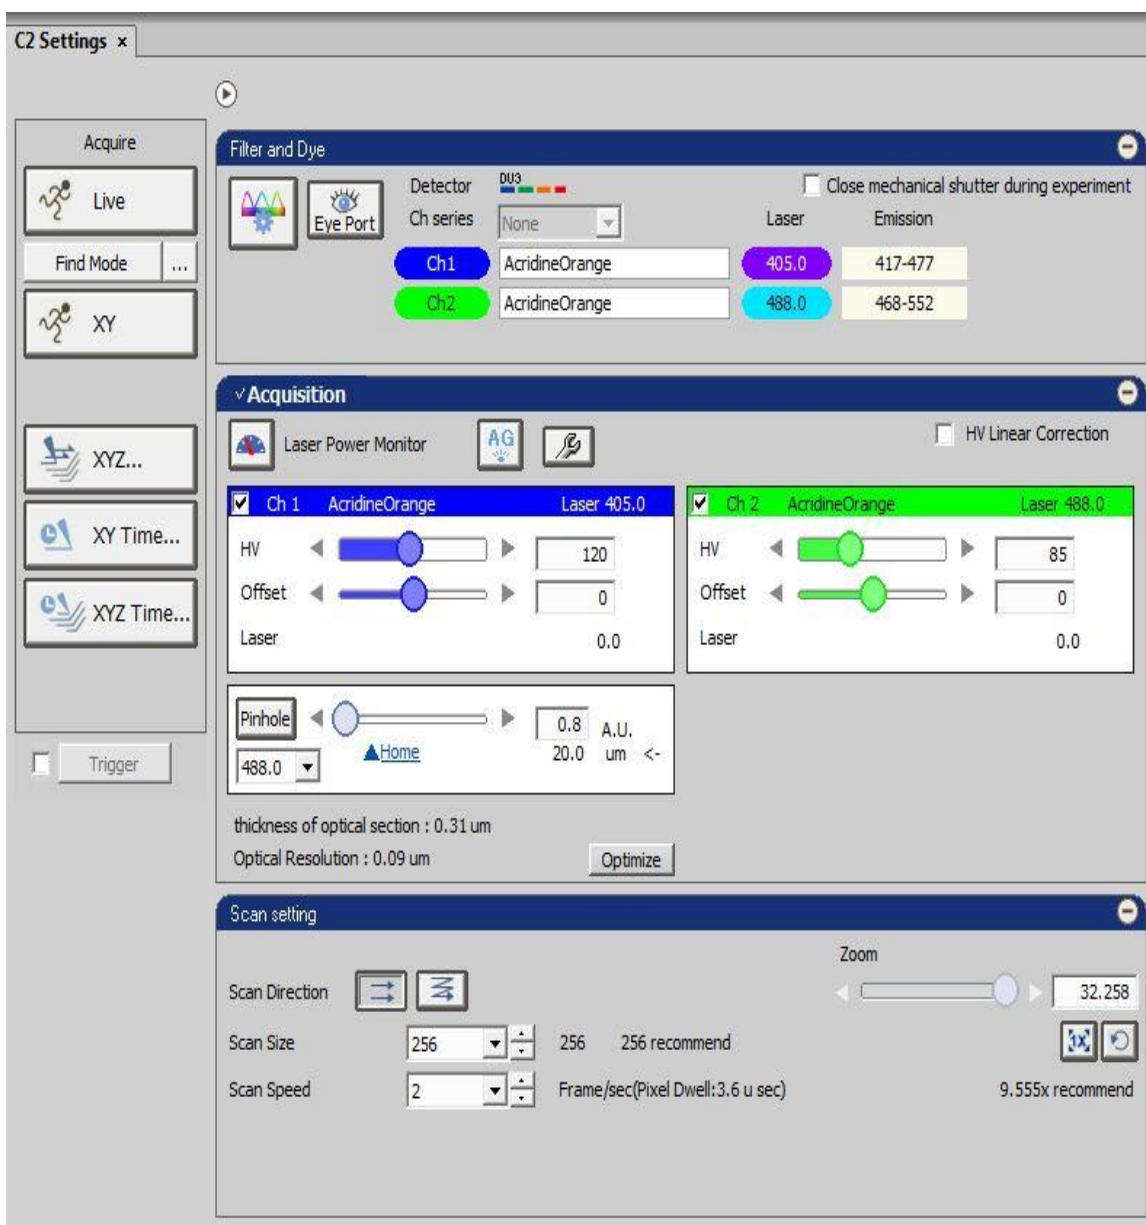 C2 Settings x
Acquire
Live
Find Mode ...
XY
XYZ...
XY Time...
XYZ Time...
Trigger
Filter and Dye
Eye Port
Detector DU3
Close mechanical shutter during experiment
Ch series None Laser Emission
Ch1 AcridineOrange 405.0 417-477
Ch2 AcridineOrange 488.0 468-552
Acquisition
Laser Power Monitor AG HV Linear Correction
Ch 1 AcridineOrange Laser 405.0
HV 120
Offset 0
Laser 0.0
Ch 2 AcridineOrange Laser 488.0
HV 85
Offset 0
Laser 0.0
Pinhole 0.8 A.U.
488.0 Home 20.0 um <-
thickness of optical section : 0.31 um
Optical Resolution : 0.09 um Optimize
Scan setting
Zoom
Scan Direction 32.258
Scan Size 256 256 256 recommend 1x
Scan Speed 2 Frame/sec(Pixel Dwell:3.6 u sec) 9.555x recommend